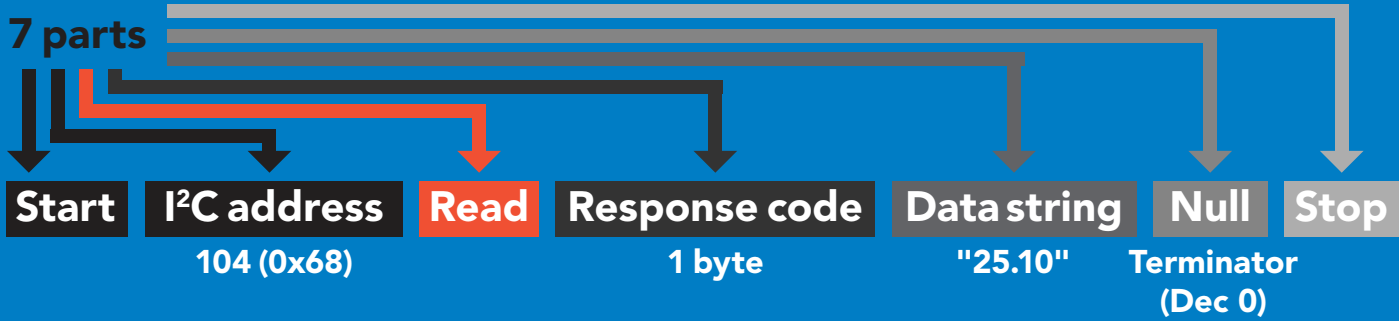 7 parts
Start I²C address Read Response code Data string Null Stop
104 (0x68) 1 byte "25.10" Terminator
(Dec 0)